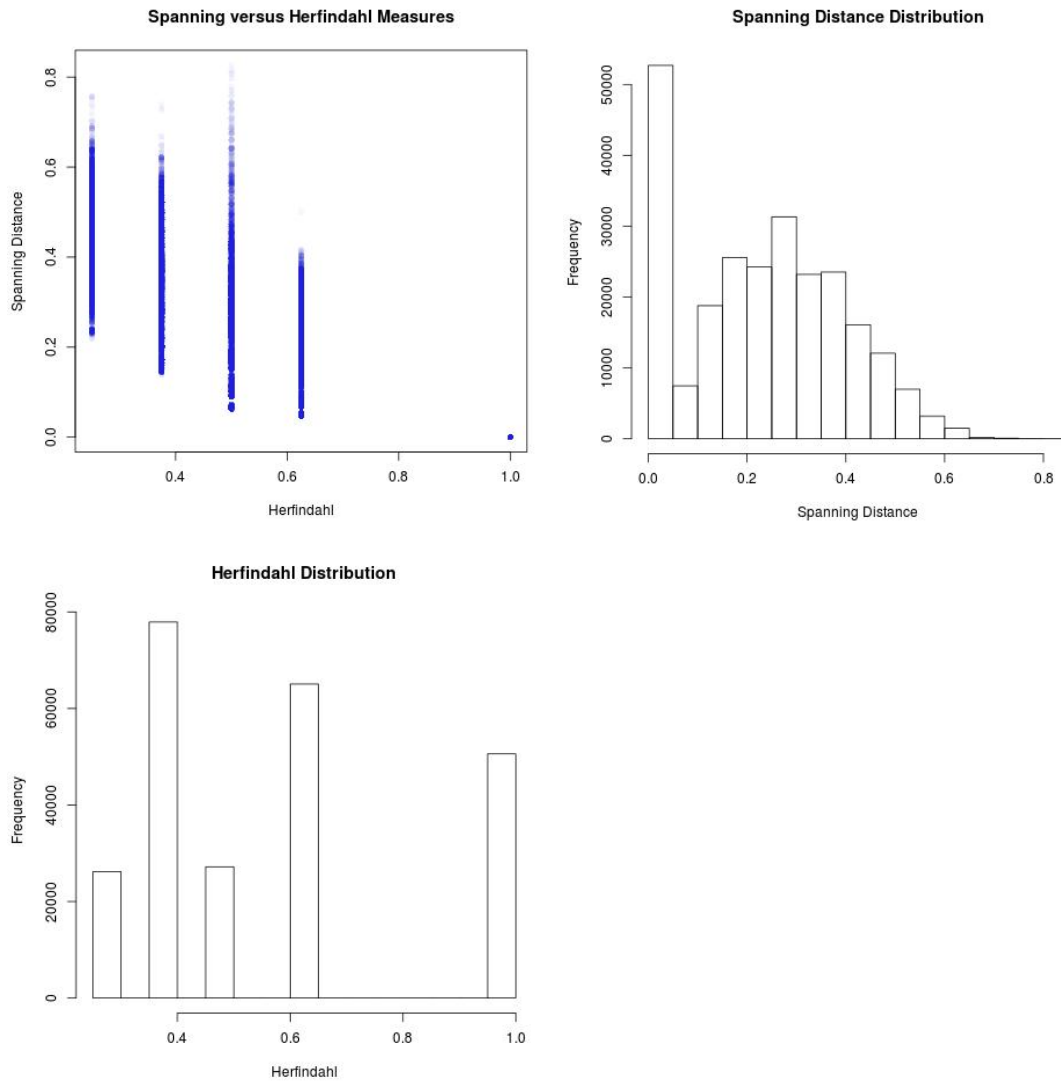 Spanning versus Herfindahl Measures
Spanning Distance
0.8
0.6
0.4
0.2
0.0
0.4 0.6 0.8 1.0
Herfindahl
Spanning Distance Distribution
Frequency
50000
40000
30000
20000
10000
0
0.0 0.2 0.4 0.6 0.8
Spanning Distance
Herfindahl Distribution
Frequency
80000
60000
40000
20000
0
0.4 0.6 0.8 1.0
Herfindahl